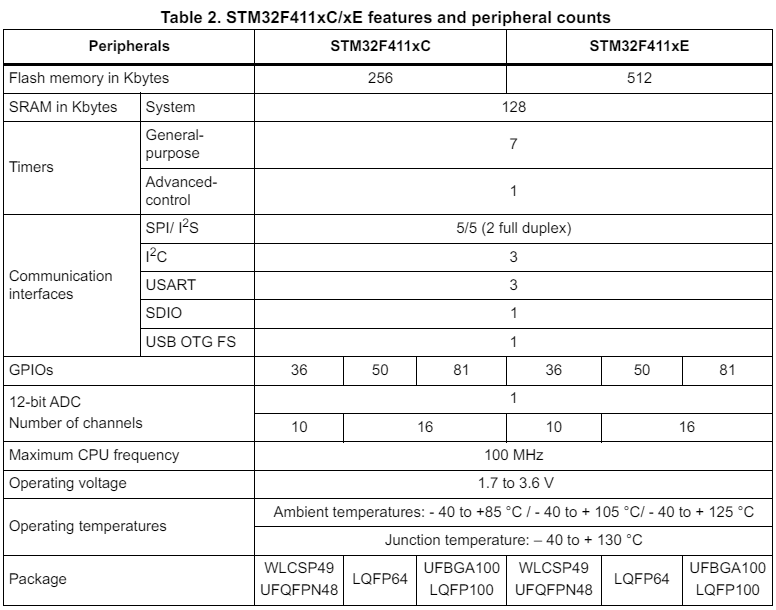 Table 2. STM32F411xC/xE features and peripheral counts
Peripherals STM32F411xC STM32F411xE
Flash memory in Kbytes 256 512
SRAM in Kbytes System 128
Timers
General-
purpose
7
Advanced-
control
1
Communication
interfaces
SPI/ I²S 5/5 (2 full duplex)
I²C 3
USART 3
SDIO 1
USB OTG FS 1
GPIOs 36 50 81 36 50 81
12-bit ADC 1
Number of channels 10 16 10 16
Maximum CPU frequency 100 MHz
Operating voltage 1.7 to 3.6 V
Operating temperatures
Ambient temperatures: - 40 to +85 °C / - 40 to + 105 °C/ - 40 to + 125 °C
Junction temperature: – 40 to + 130 °C
Package
WLCSP49
UFQFPN48
LQFP64
UFBGA100
LQFP100
WLCSP49
UFQFPN48
LQFP64
UFBGA100
LQFP100